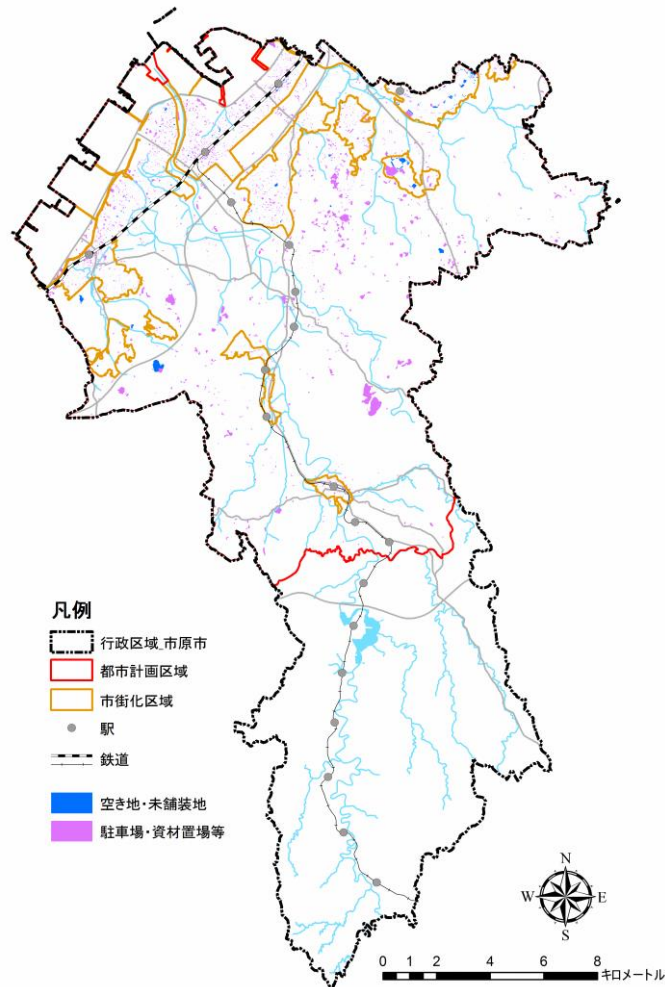 凡例
行政区域_市原市
都市計画区域
市街化区域
駅
鉄道
空き地・未舗装地
駐車場・資材置場等
N
W E
S
0 1 2 4 6 8 キロメートル